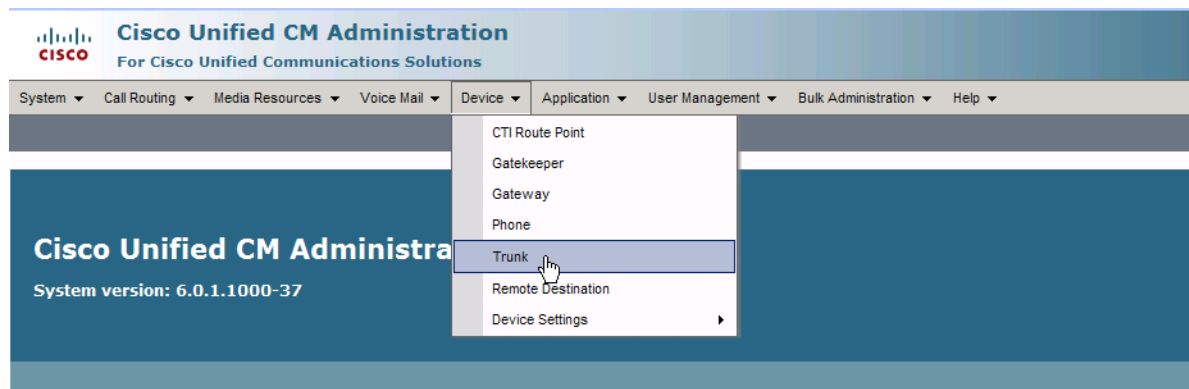 Cisco Unified CM Administration
CISCO
For Cisco Unified Communications Solutions
System Call Routing Media Resources Voice Mail Device Application User Management Bulk Administration Help
CTI Route Point
Gatekeeper
Gateway
Phone
Trunk
Remote Destination
Device Settings
Cisco Unified CM Administra
System version: 6.0.1.1000-37